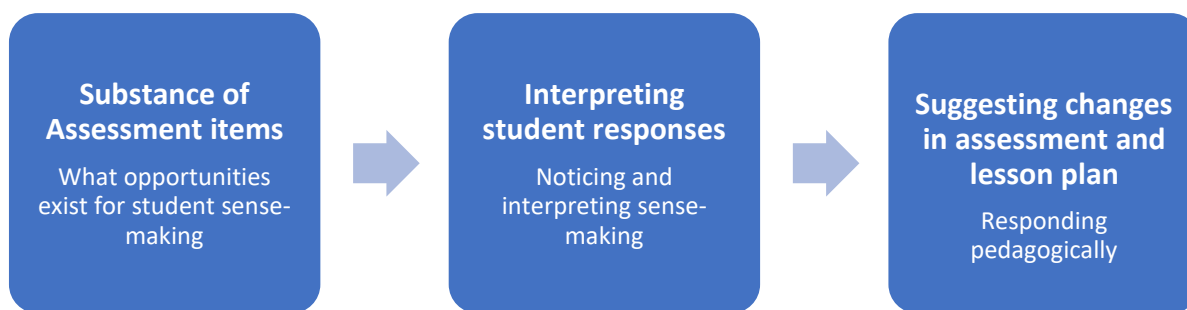 Substance of
Assessment items
What opportunities
exist for student sense-
making
Interpreting
student responses
Noticing and
interpreting sense-
making
Suggesting changes
in assessment and
lesson plan
Responding
pedagogically